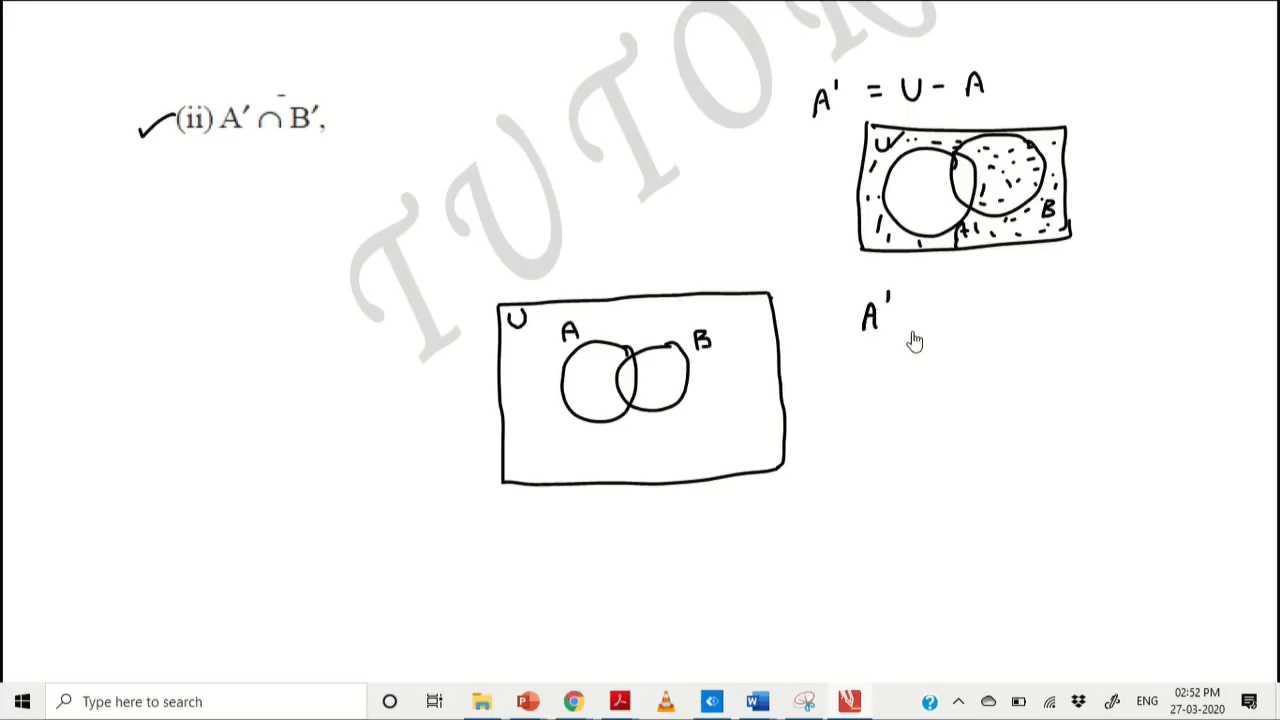 TUTOR
(ii) A′ ∩ B′,
A' = U - A
U
B
U
A
B
A'
Type here to search
ENG
02:52 PM
27-03-2020